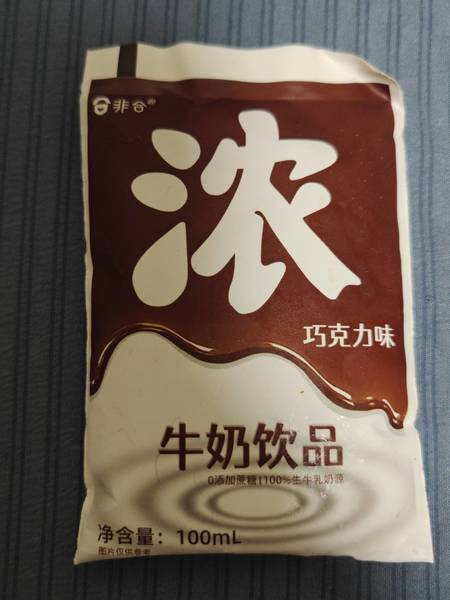 非合®
浓
巧克力味
牛奶饮品
0添加蔗糖|100%生牛乳奶源
净含量：100mL
图片仅供参考